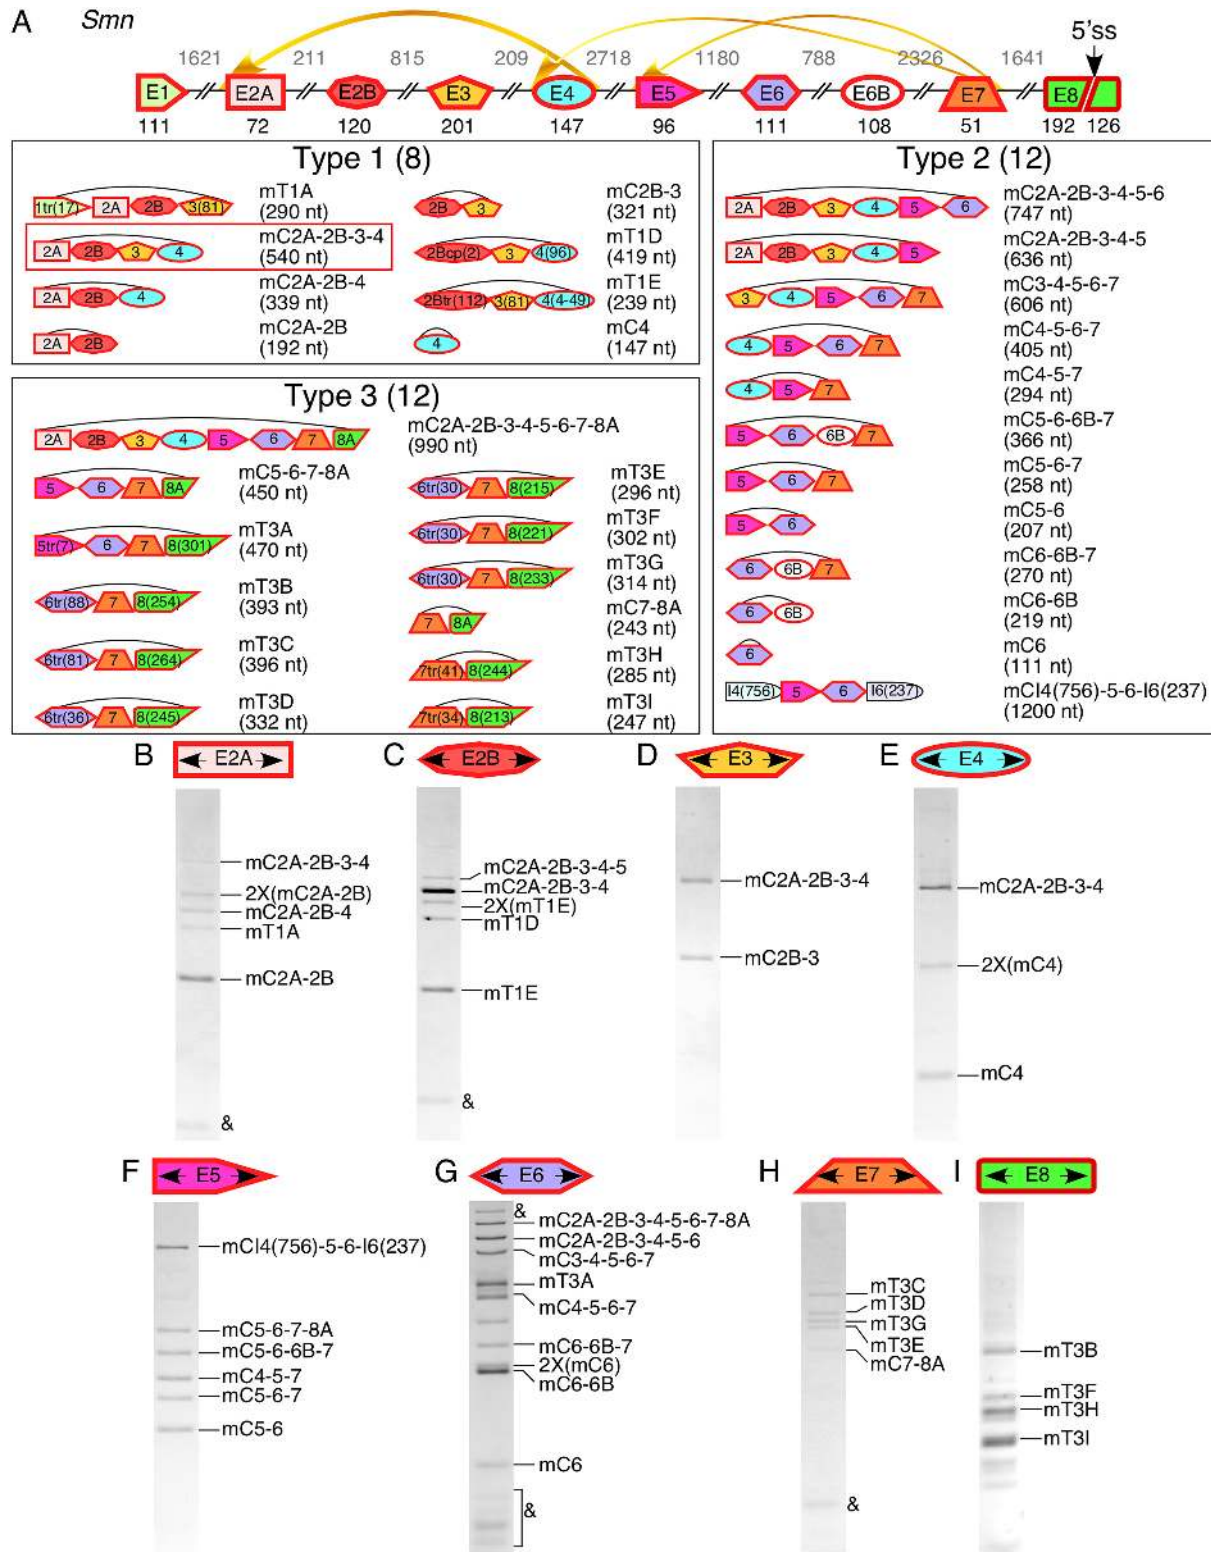 A Smn
5'ss
1621 211 815 209 2718 1180 788 2326 1641
E1 E2A E2B E3 E4 E5 E6 E6B E7 E8
111 72 120 201 147 96 111 108 51 192 126
Type 1 (8)
1tr(17) 2A 2B 3(81) mT1A
(290 nt)
2A 2B 3 4 mC2A-2B-3-4
(540 nt)
2A 2B 4 mC2A-2B-4
(339 nt)
2A 2B mC2A-2B
(192 nt)
2B 3 mC2B-3
(321 nt)
2Bcp(2) 3 4(96) mT1D
(419 nt)
2Btr(112) 3(81) 4(4-49) mT1E
(239 nt)
4 mC4
(147 nt)
Type 2 (12)
2A 2B 3 4 5 6 mC2A-2B-3-4-5-6
(747 nt)
2A 2B 3 4 5 mC2A-2B-3-4-5
(636 nt)
3 4 5 6 7 mC3-4-5-6-7
(606 nt)
4 5 6 7 mC4-5-6-7
(405 nt)
4 5 7 mC4-5-7
(294 nt)
5 6 6B 7 mC5-6-6B-7
(366 nt)
5 6 7 mC5-6-7
(258 nt)
5 6 mC5-6
(207 nt)
6 6B 7 mC6-6B-7
(270 nt)
6 6B mC6-6B
(219 nt)
6 mC6
(111 nt)
I4(756) 5 6 I6(237) mCI4(756)-5-6-I6(237)
(1200 nt)
Type 3 (12)
2A 2B 3 4 5 6 7 8A mC2A-2B-3-4-5-6-7-8A
(990 nt)
5 6 7 8A mC5-6-7-8A
(450 nt)
5tr(7) 6 7 8(301) mT3A
(470 nt)
6tr(88) 7 8(254) mT3B
(393 nt)
6tr(81) 7 8(264) mT3C
(396 nt)
6tr(36) 7 8(245) mT3D
(332 nt)
6tr(30) 7 8(215) mT3E
(296 nt)
6tr(30) 7 8(221) mT3F
(302 nt)
6tr(30) 7 8(233) mT3G
(314 nt)
7 8A mC7-8A
(243 nt)
7tr(41) 8(244) mT3H
(285 nt)
7tr(34) 8(213) mT3I
(247 nt)
B E2A
mC2A-2B-3-4
2X(mC2A-2B)
mC2A-2B-4
mT1A
mC2A-2B
&
C E2B
mC2A-2B-3-4-5
mC2A-2B-3-4
2X(mT1E)
mT1D
mT1E
&
D E3
mC2A-2B-3-4
mC2B-3
E E4
mC2A-2B-3-4
2X(mC4)
mC4
F E5
mCI4(756)-5-6-I6(237)
mC5-6-7-8A
mC5-6-6B-7
mC4-5-7
mC5-6-7
mC5-6
G E6
&
mC2A-2B-3-4-5-6-7-8A
mC2A-2B-3-4-5-6
mC3-4-5-6-7
mT3A
mC4-5-6-7
mC6-6B-7
2X(mC6)
mC6-6B
mC6
&
H E7
mT3C
mT3D
mT3G
mT3E
mC7-8A
&
I E8
mT3B
mT3F
mT3H
mT3I